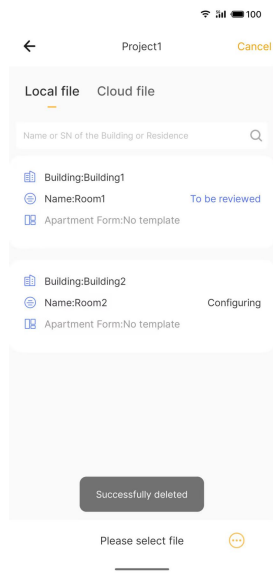 100
Project1
Cancel
Local file
Cloud file
Name or SN of the Building or Residence
Building:Building1
Name:Room1
To be reviewed
Apartment Form:No template
Building:Building2
Name:Room2
Configuring
Apartment Form:No template
Successfully deleted
Please select file